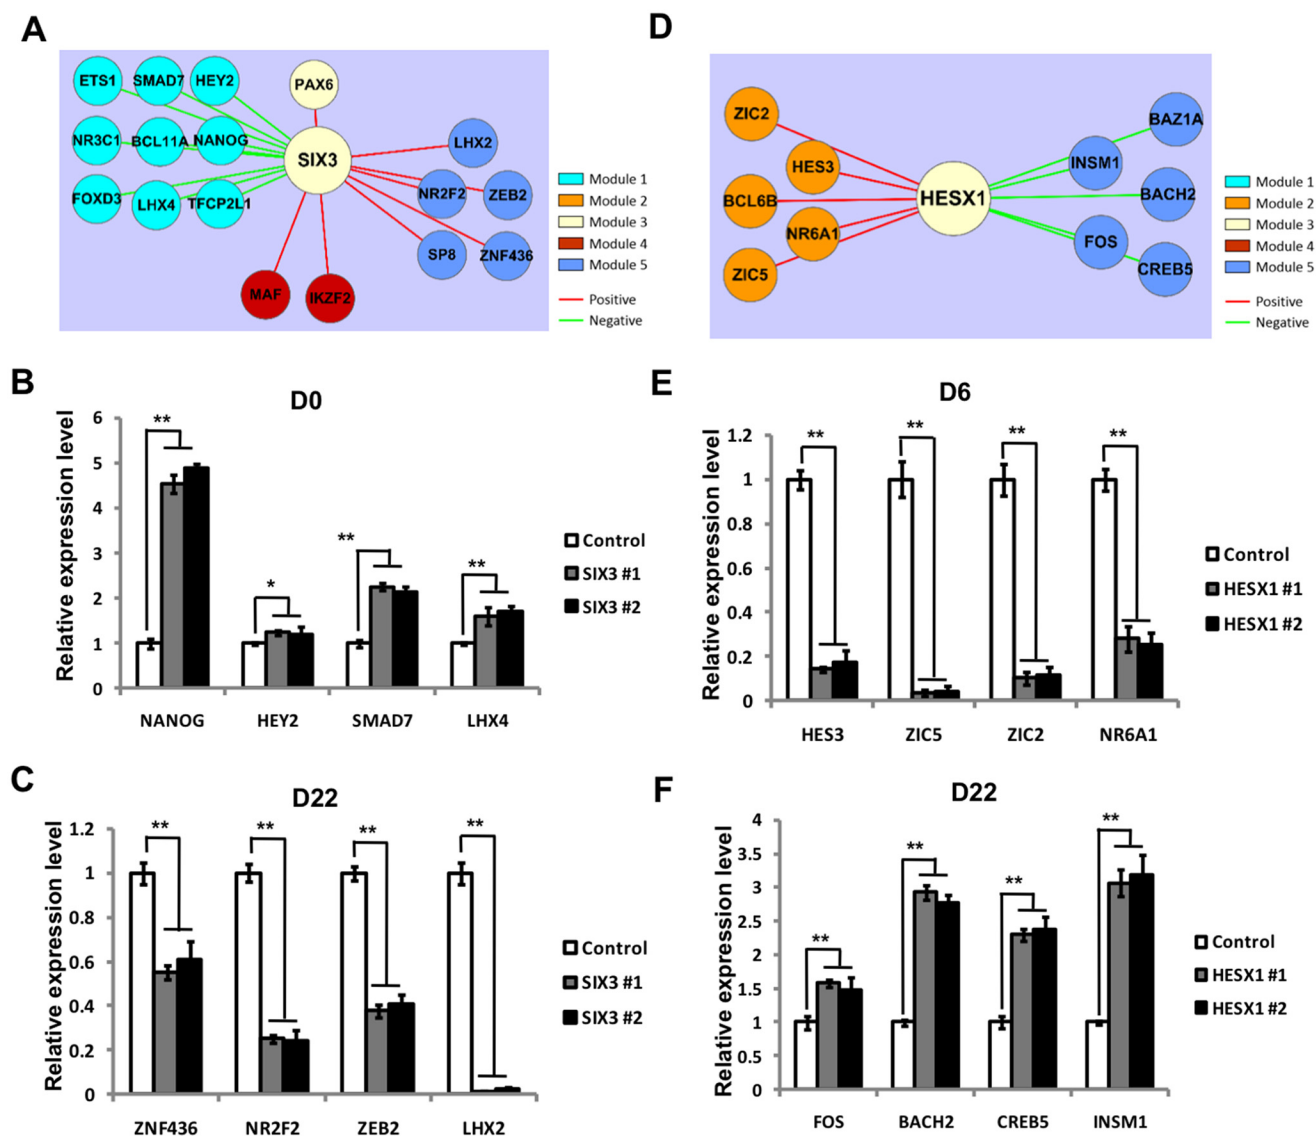 A
ETS1 SMAD7 HEY2 PAX6
NR3C1 BCL11A NANOG SIX3 LHX2
FOXD3 LHX4 TFCP2L1 NR2F2 ZEB2
SP8 ZNF436
MAF IKZF2
Module 1
Module 2
Module 3
Module 4
Module 5
Positive
Negative
D
ZIC2 BAZ1A
HES3 INSM1
BCL6B HESX1 BACH2
NR6A1 FOS
ZIC5 CREB5
Module 1
Module 2
Module 3
Module 4
Module 5
Positive
Negative
B
D0
Relative expression level
6
5
4
3
2
1
0
** * ** **
NANOG HEY2 SMAD7 LHX4
Control
SIX3 #1
SIX3 #2
E
D6
Relative expression level
1.2
1
0.8
0.6
0.4
0.2
0
** ** ** **
HES3 ZIC5 ZIC2 NR6A1
Control
HESX1 #1
HESX1 #2
C
D22
Relative expression level
1.2
1
0.8
0.6
0.4
0.2
0
** ** ** **
ZNF436 NR2F2 ZEB2 LHX2
Control
SIX3 #1
SIX3 #2
F
D22
Relative expression level
4
3.5
3
2.5
2
1.5
1
0.5
0
** ** ** **
FOS BACH2 CREB5 INSM1
Control
HESX1 #1
HESX1 #2